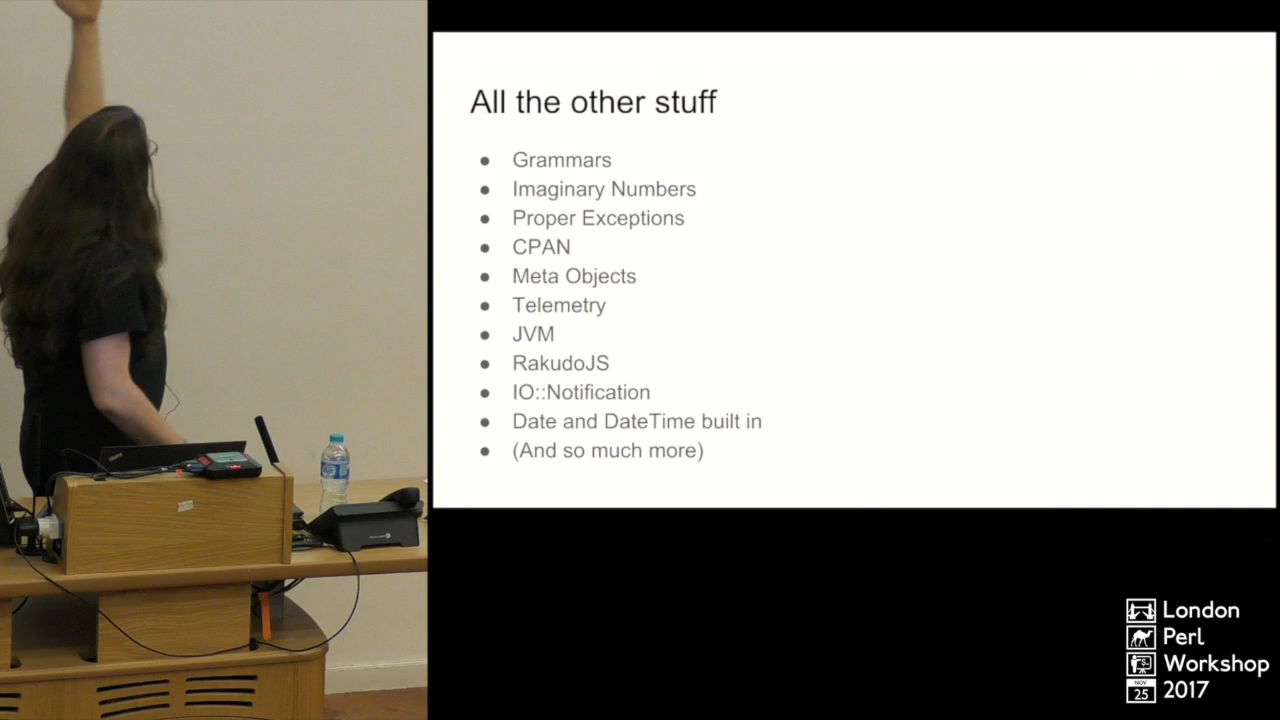 All the other stuff
● Grammars
● Imaginary Numbers
● Proper Exceptions
● CPAN
● Meta Objects
● Telemetry
● JVM
● RakudoJS
● IO::Notification
● Date and DateTime built in
● (And so much more)
London
Perl
Workshop
NOV
25
2017